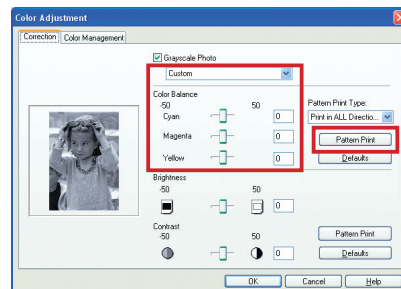 Color Adjustment
Correction Color Management
Grayscale Photo
Custom
Color Balance
-50 50
Cyan 0
Magenta 0
Yellow 0
Pattern Print Type:
Print in ALL Directio...
Pattern Print
Defaults
Brightness
-50 50
0
Contrast
-50 50
0
Pattern Print
Defaults
OK Cancel Help